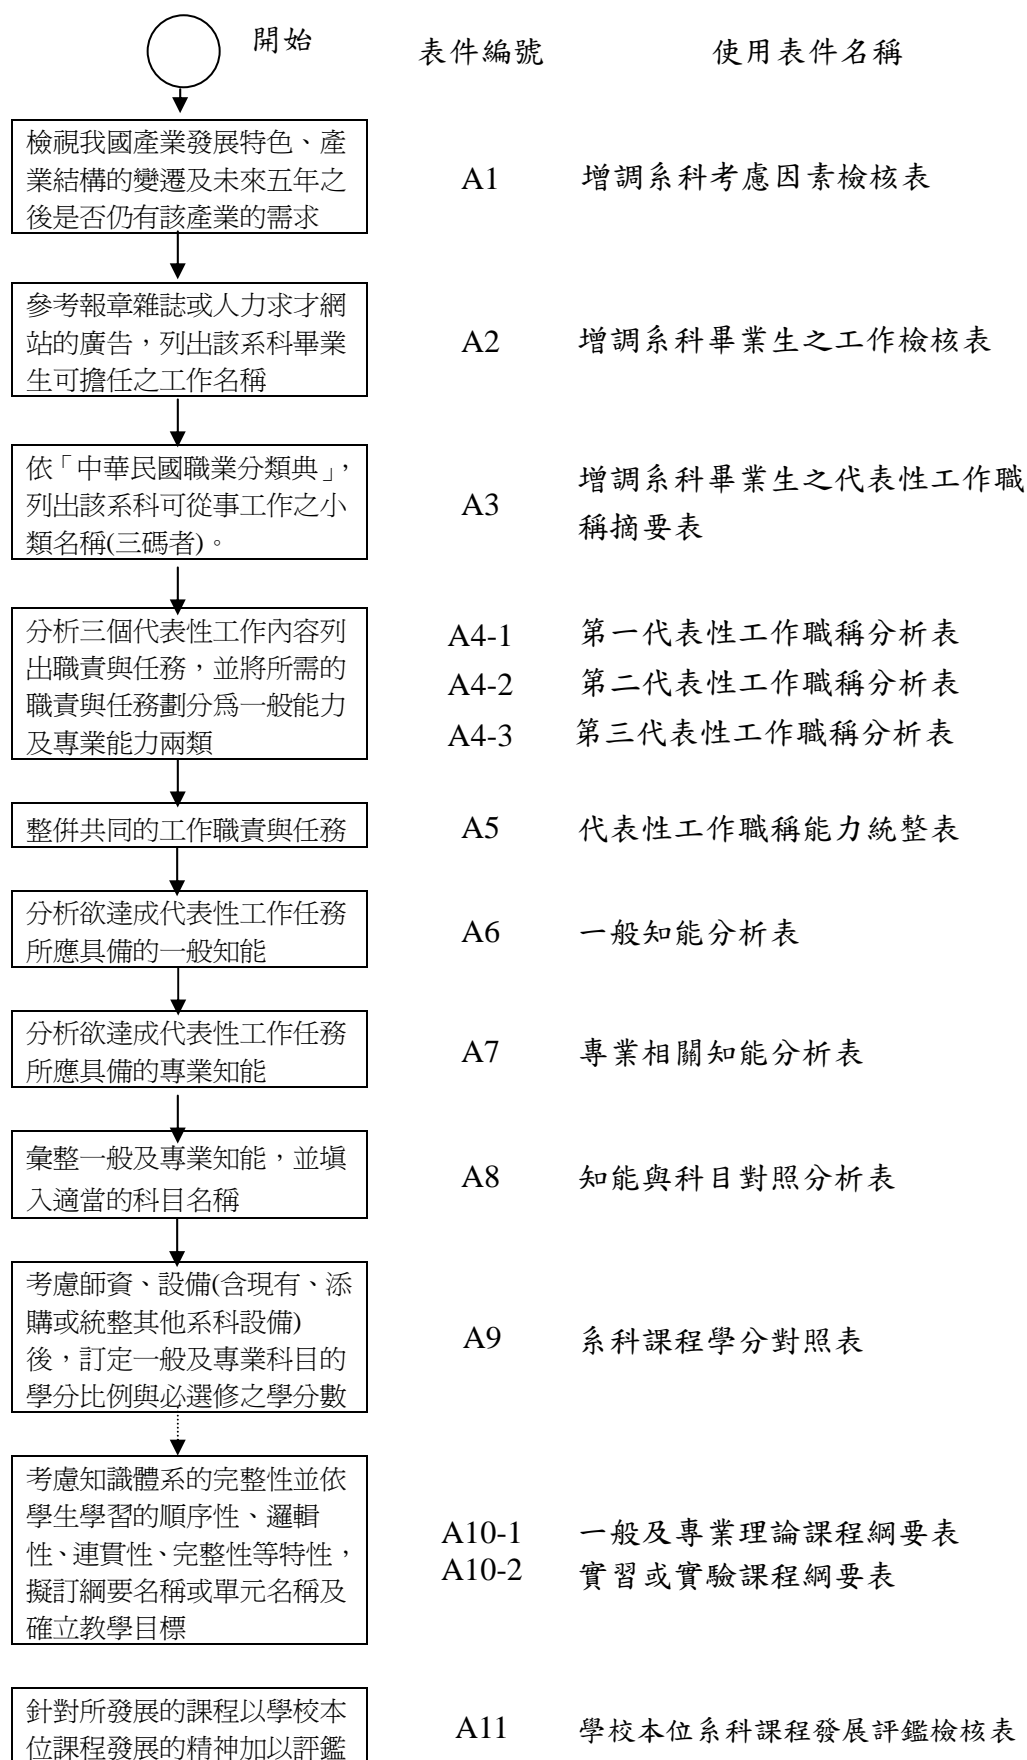 開始 表件編號 使用表件名稱
檢視我國產業發展特色、產
業結構的變遷及未來五年之
後是否仍有該產業的需求
A1 增調系科考慮因素檢核表
參考報章雜誌或人力求才網
站的廣告，列出該系科畢業
生可擔任之工作名稱
A2 增調系科畢業生之工作檢核表
依「中華民國職業分類典」，
列出該系科可從事工作之小
類名稱(三碼者)。
A3 增調系科畢業生之代表性工作職
稱摘要表
分析三個代表性工作內容列
出職責與任務，並將所需的
職責與任務劃分為一般能力
及專業能力兩類
A4-1 第一代表性工作職稱分析表
A4-2 第二代表性工作職稱分析表
A4-3 第三代表性工作職稱分析表
整併共同的工作職責與任務
A5 代表性工作職稱能力統整表
分析欲達成代表性工作任務
所應具備的一般知能
A6 一般知能分析表
分析欲達成代表性工作任務
所應具備的專業知能
A7 專業相關知能分析表
彙整一般及專業知能，並填
入適當的科目名稱
A8 知能與科目對照分析表
考慮師資、設備(含現有、添
購或統整其他系科設備)
後，訂定一般及專業科目的
學分比例與必選修之學分數
A9 系科課程學分對照表
考慮知識體系的完整性並依
學生學習的順序性、邏輯
性、連貫性、完整性等特性，
擬訂綱要名稱或單元名稱及
確立教學目標
A10-1 一般及專業理論課程綱要表
A10-2 實習或實驗課程綱要表
針對所發展的課程以學校本
位課程發展的精神加以評鑑
A11 學校本位系科課程發展評鑑檢核表